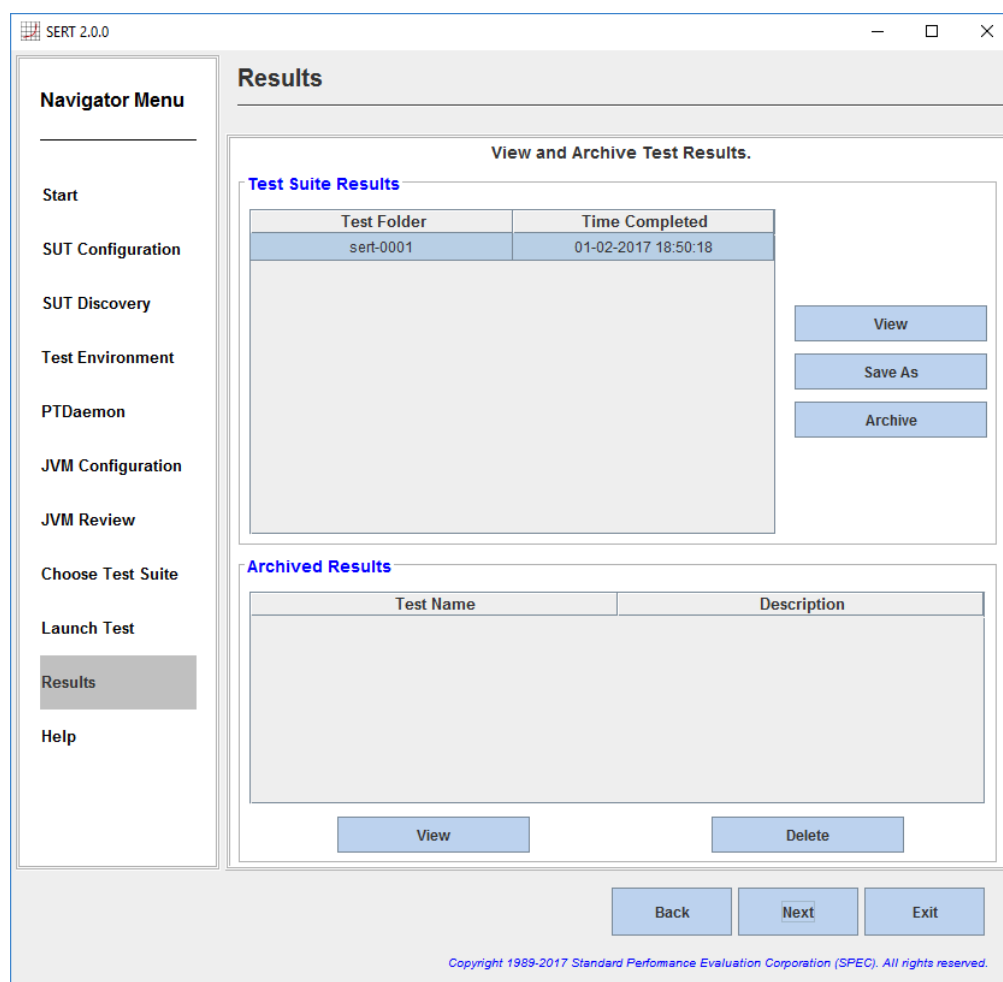 SERT 2.0.0
Results
Navigator Menu
View and Archive Test Results.
Start
SUT Configuration
SUT Discovery
Test Environment
PTDaemon
JVM Configuration
JVM Review
Choose Test Suite
Launch Test
Results
Help
Test Suite Results
Test Folder Time Completed
sert-0001 01-02-2017 18:50:18
View
Save As
Archive
Archived Results
Test Name Description
View Delete
Back Next Exit
Copyright 1989-2017 Standard Performance Evaluation Corporation (SPEC). All rights reserved.